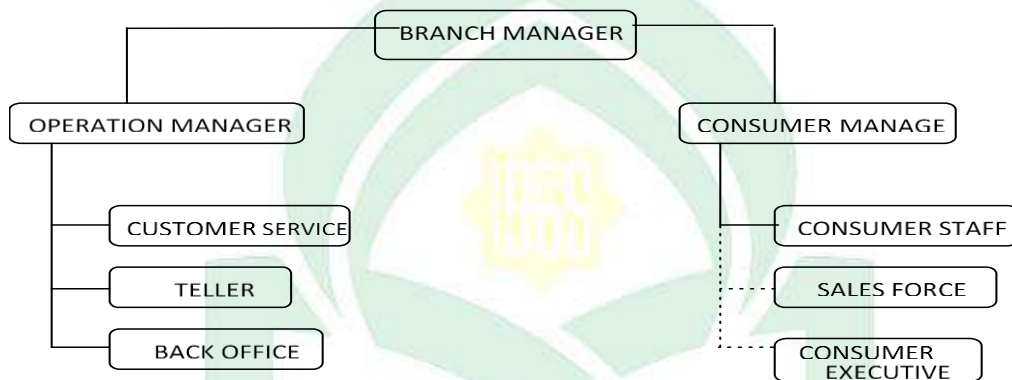 BRANCH MANAGER
OPERATION MANAGER
CONSUMER MANAGE
CUSTOMER SERVICE
CONSUMER STAFF
TELLER
SALES FORCE
BACK OFFICE
CONSUMER
EXECUTIVE